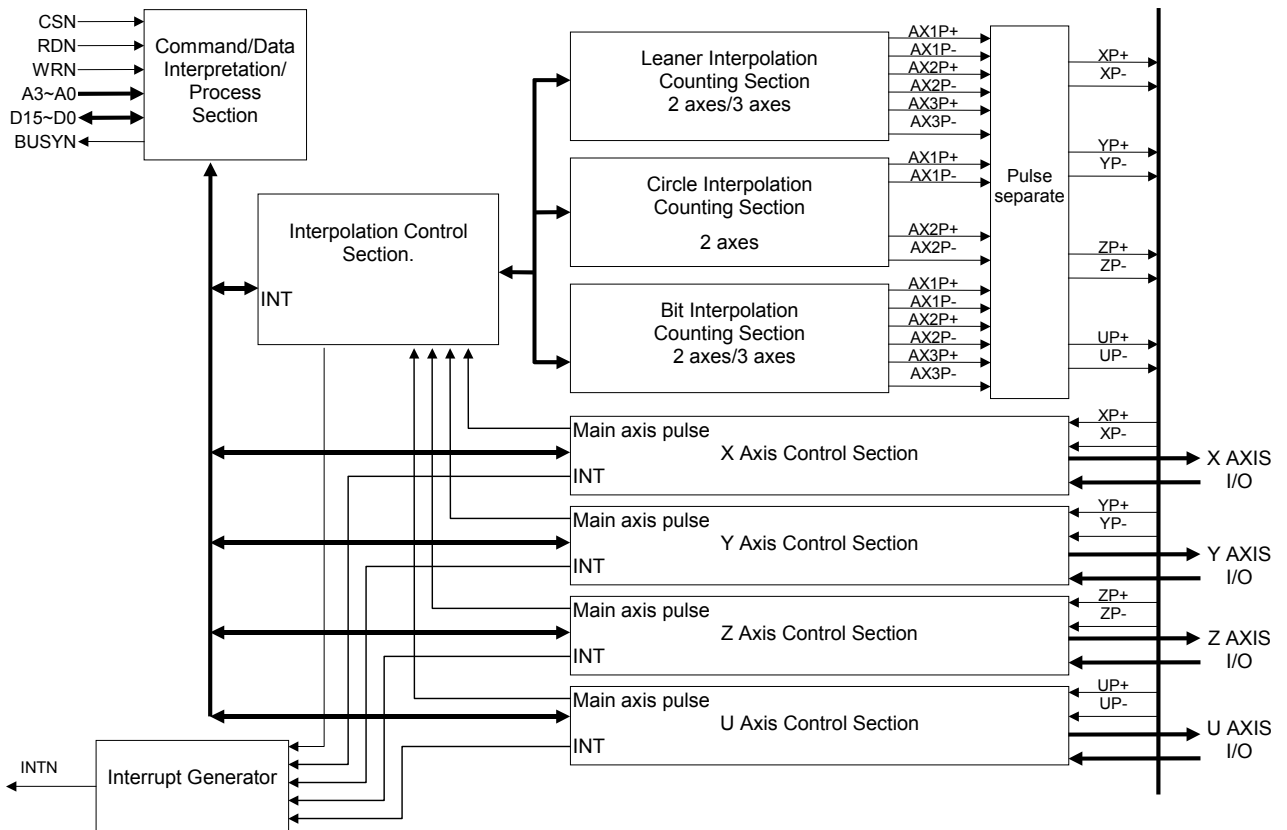 CSN
RDN
WRN
A3~A0
D15~D0
BUSYN
Command/Data
Interpretation/
Process
Section
Interpolation Control
Section.
INT
Leaner Interpolation
Counting Section
2 axes/3 axes
AX1P+
AX1P-
AX2P+
AX2P-
AX3P+
AX3P-
Circle Interpolation
Counting Section
2 axes
AX1P+
AX1P-
AX2P+
AX2P-
Bit Interpolation
Counting Section
2 axes/3 axes
AX1P+
AX1P-
AX2P+
AX2P-
AX3P+
AX3P-
Pulse
separate
XP+
XP-
YP+
YP-
ZP+
ZP-
UP+
UP-
Main axis pulse
X Axis Control Section
INT
XP+
XP-
X AXIS
I/O
Main axis pulse
Y Axis Control Section
INT
YP+
YP-
Y AXIS
I/O
Main axis pulse
Z Axis Control Section
INT
ZP+
ZP-
Z AXIS
I/O
Main axis pulse
U Axis Control Section
INT
UP+
UP-
U AXIS
I/O
INTN
Interrupt Generator